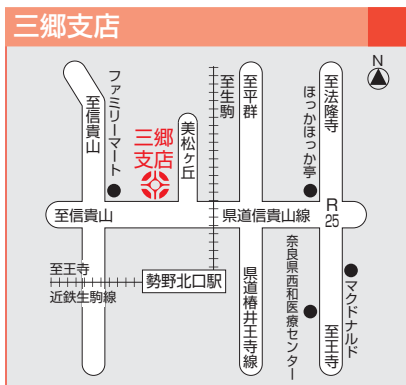 三郷支店
N
至信貴山
ファミリーマート
三郷
支店
美松ヶ丘
至生駒
至平群
ほっかほっか亭
至法隆寺
至信貴山
県道信貴山線
R
25
至王寺
近鉄生駒線
勢野北口駅
県道椿井王寺線
奈良県西和医療センター
至王寺
マクドナルド